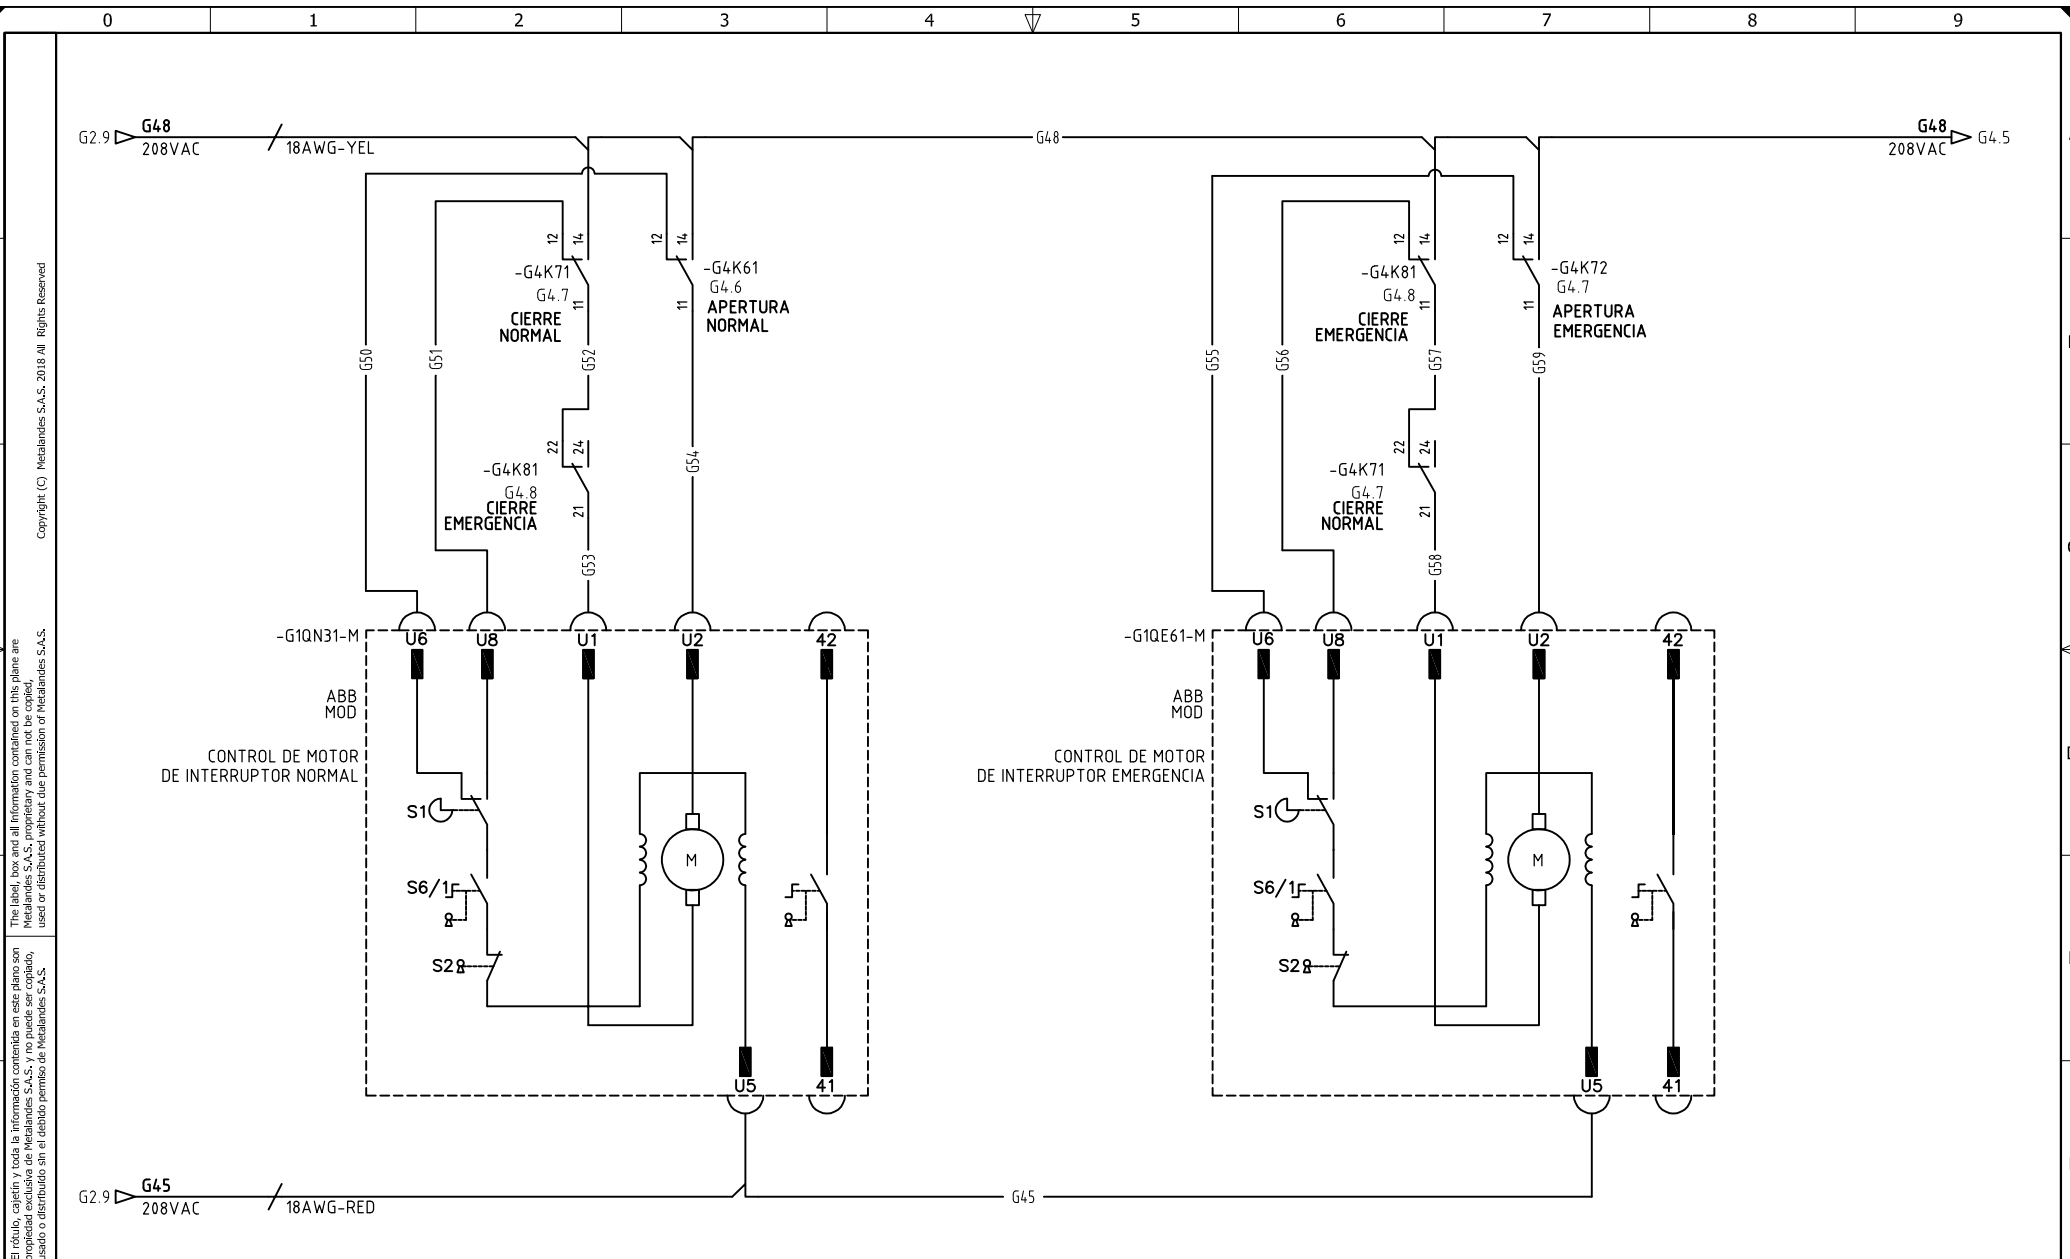 0 1 2 3 4 5 6 7 8 9
G2.9 G48 208VAC
18AWG-YEL
G48
G48 208VAC G4.5
12 14
-G4K71
G4.7
11
CIERRE
NORMAL
12 14
-G4K61
G4.6
11
APERTURA
NORMAL
12 14
-G4K81
G4.8
11
CIERRE
EMERGENCIA
12 14
-G4K72
G4.7
11
APERTURA
EMERGENCIA
G50 G51 G52 G55 G56 G57 G59
22 24
-G4K81
G4.8
21
CIERRE
EMERGENCIA
G54
22 24
-G4K71
G4.7
21
CIERRE
NORMAL
G53 G58
-G1QN31-M
U6 U8 U1 U2 42
ABB
MOD
CONTROL DE MOTOR
DE INTERRUPTOR NORMAL
S1
M
S6/1
S2
U5 41
-G1QE61-M
U6 U8 U1 U2 42
ABB
MOD
CONTROL DE MOTOR
DE INTERRUPTOR EMERGENCIA
S1
M
S6/1
S2
U5 41
G2.9 G45 208VAC
18AWG-RED
G45
Copyright (C) Metalandes S.A.S. 2018 All Rights Reserved
The label, box and all information contained on this plane are
Metalandes S.A.S. proprietary and can not be copied,
used or distributed without due permission of Metalandes S.A.S.
El rótulo, cajetín y toda la información contenida en este plano son
propiedad exclusiva de Metalandes S.A.S. y no puede ser copiado,
usado o distribuido sin el debido permiso de Metalandes S.A.S.